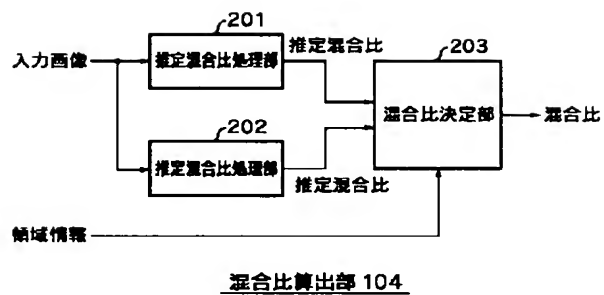 201
推定混合比
203
入力画像
推定混合比処理部
混合比決定部
混合比
202
推定混合比処理部
推定混合比
領域情報
混合比算出部 104